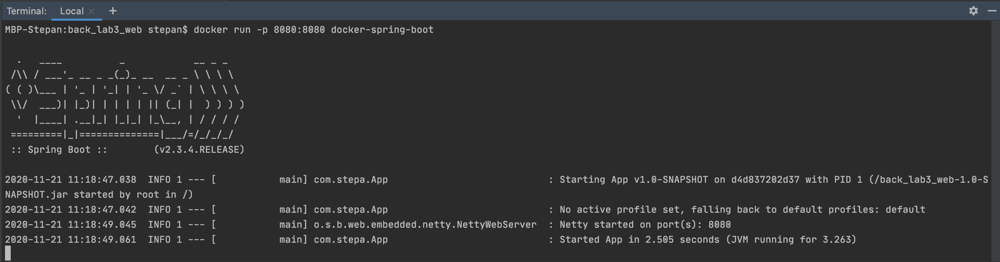 Terminal: Local × +
MBP-Stepan:back_lab3_web stepan$ docker run -p 8080:8080 docker-spring-boot
  .   ____          _            __ _ _
 /\\ / ___'_ __ _ _(_)_ __  __ _ \ \ \ \
( ( )\___ | '_ | '_| | '_ \/ _` | \ \ \ \
 \\/  ___)| |_)| | | | | || (_| |  ) ) ) )
  '  |____| .__|_| |_|_| |_\__, | / / / /
 =========|_|==============|___/=/_/_/_/
 :: Spring Boot ::        (v2.3.4.RELEASE)
2020-11-21 11:18:47.038  INFO 1 --- [           main] com.stepa.App                            : Starting App v1.0-SNAPSHOT on d4d837202d37 with PID 1 (/back_lab3_web-1.0-S
NAPSHOT.jar started by root in /)
2020-11-21 11:18:47.042  INFO 1 --- [           main] com.stepa.App                            : No active profile set, falling back to default profiles: default
2020-11-21 11:18:49.045  INFO 1 --- [           main] o.s.b.web.embedded.netty.NettyWebServer  : Netty started on port(s): 8080
2020-11-21 11:18:49.061  INFO 1 --- [           main] com.stepa.App                            : Started App in 2.505 seconds (JVM running for 3.263)